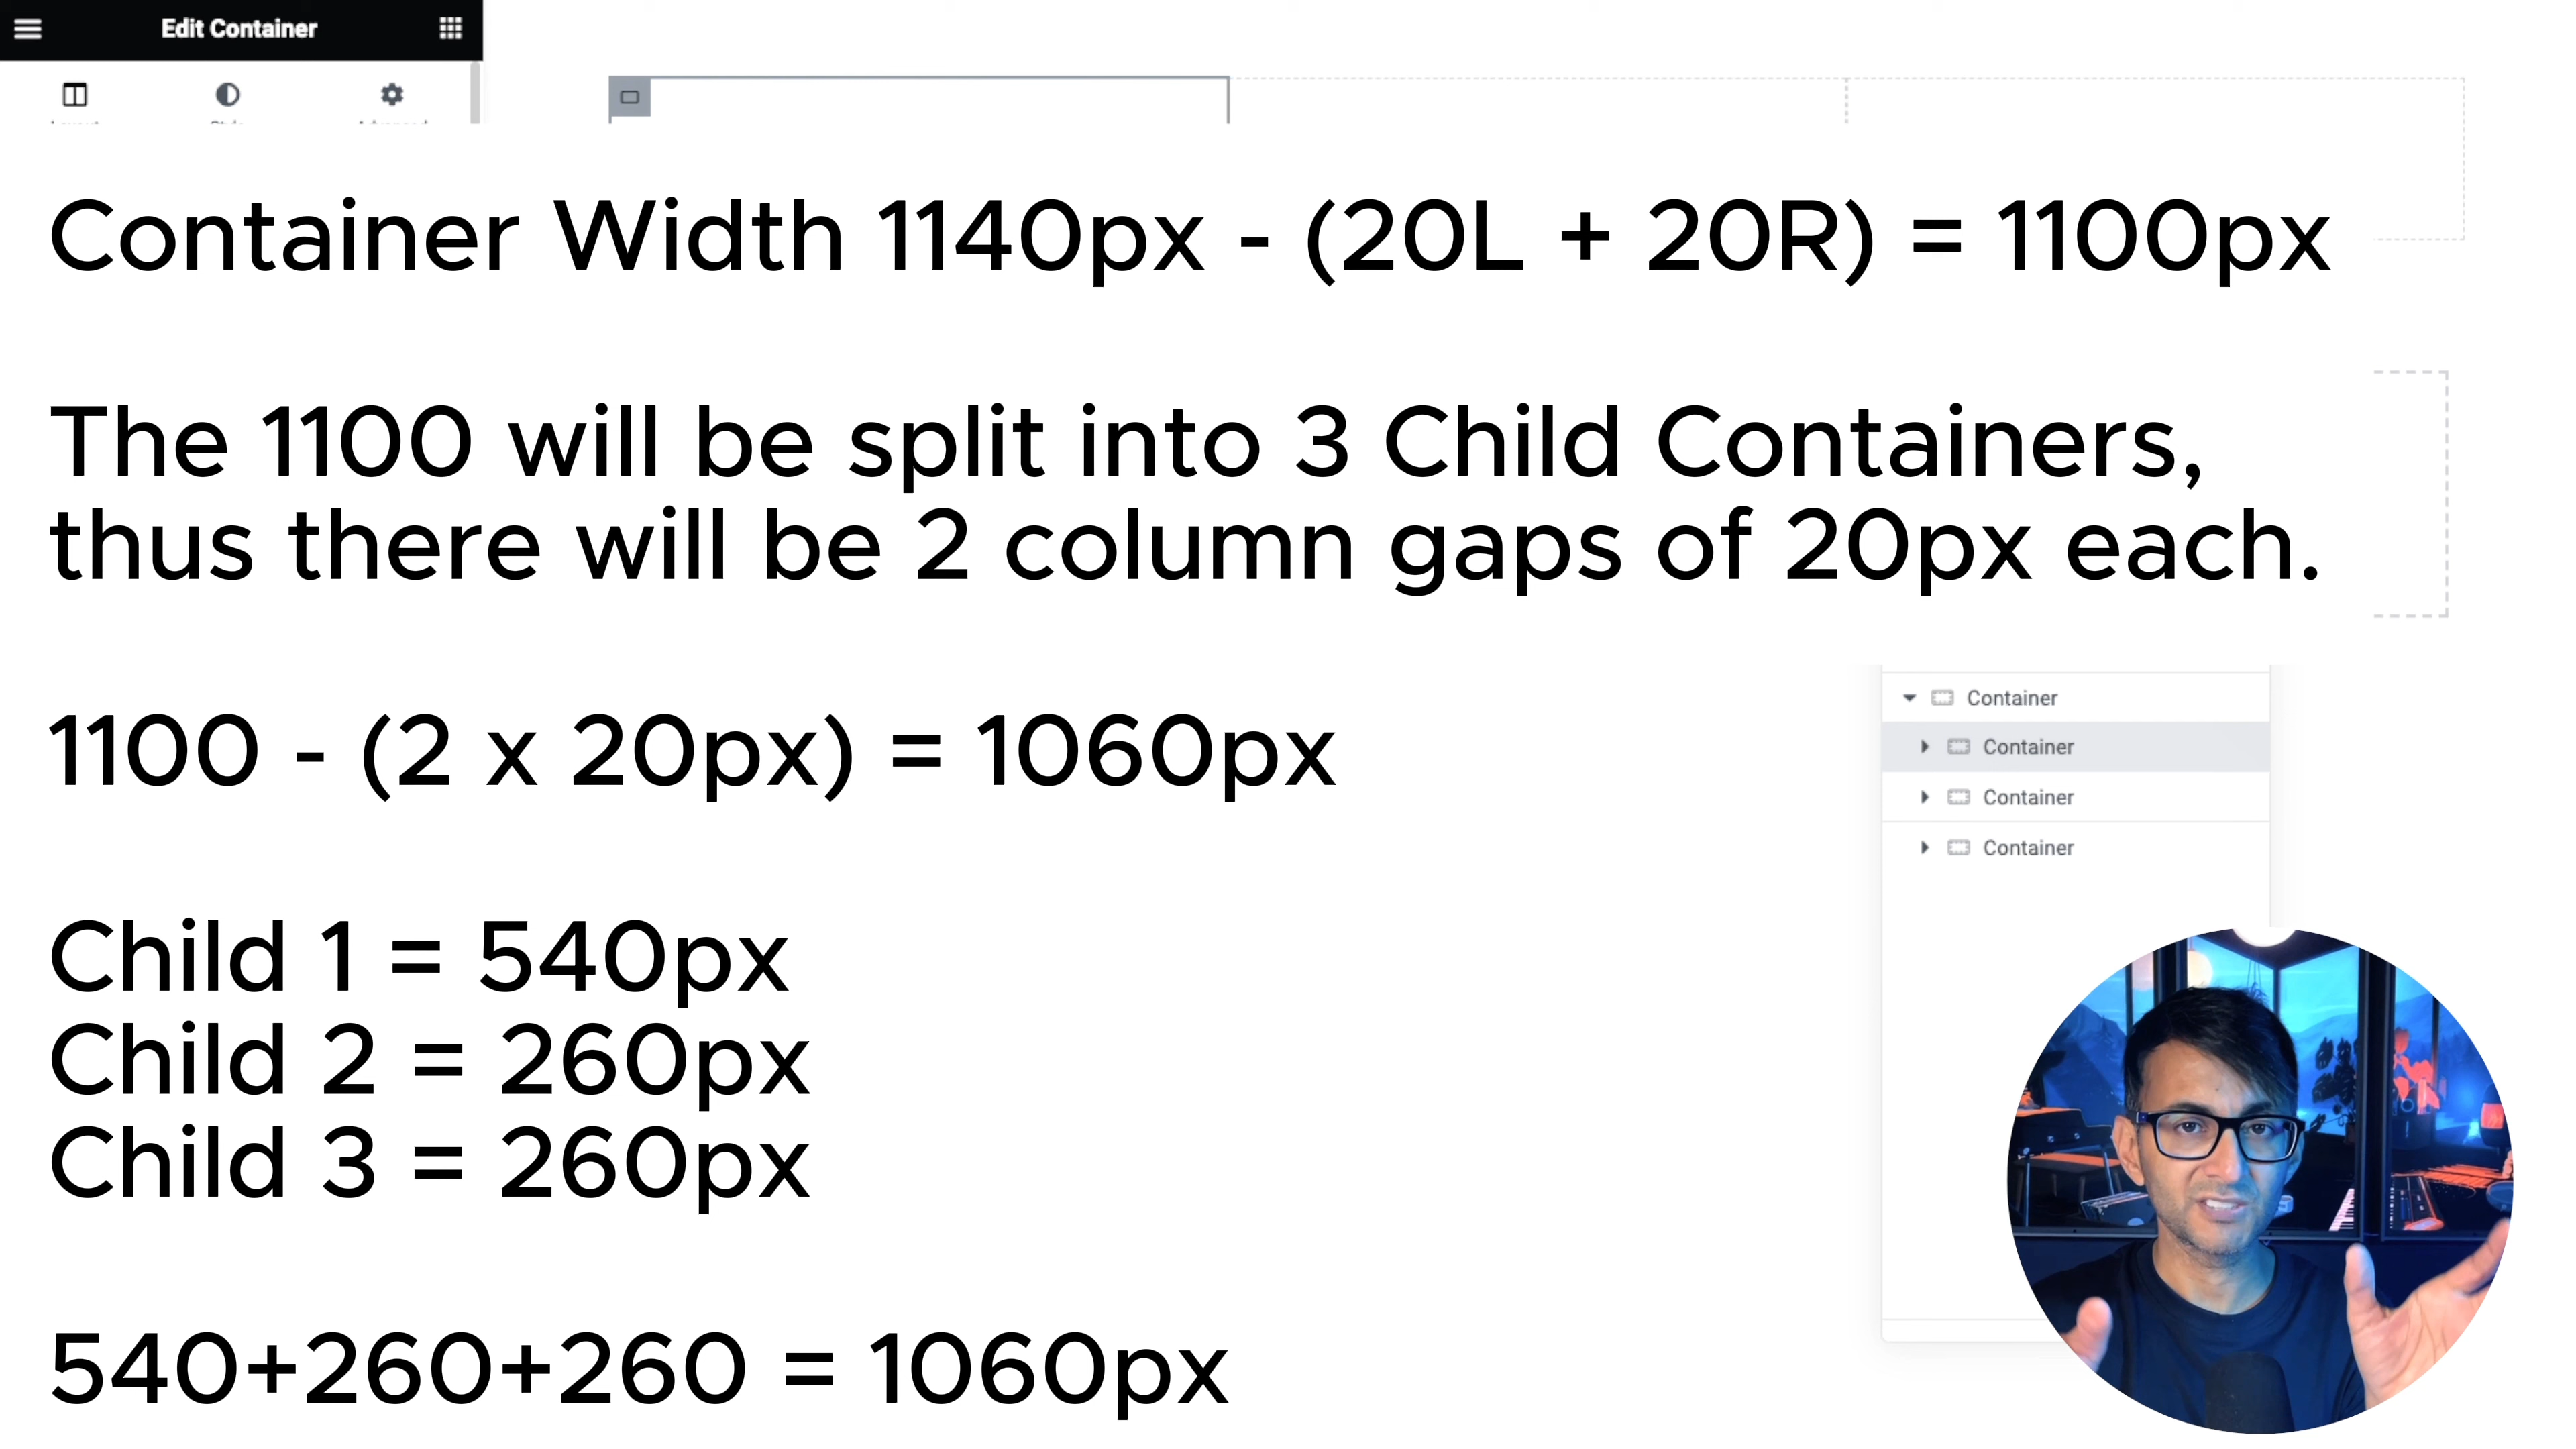 Edit Container
Container Width 1140px - (20L + 20R) = 1100px
The 1100 will be split into 3 Child Containers,
thus there will be 2 column gaps of 20px each.
1100 - (2 x 20px) = 1060px
Container
Container
Container
Container
Child 1 = 540px
Child 2 = 260px
Child 3 = 260px
540+260+260 = 1060px